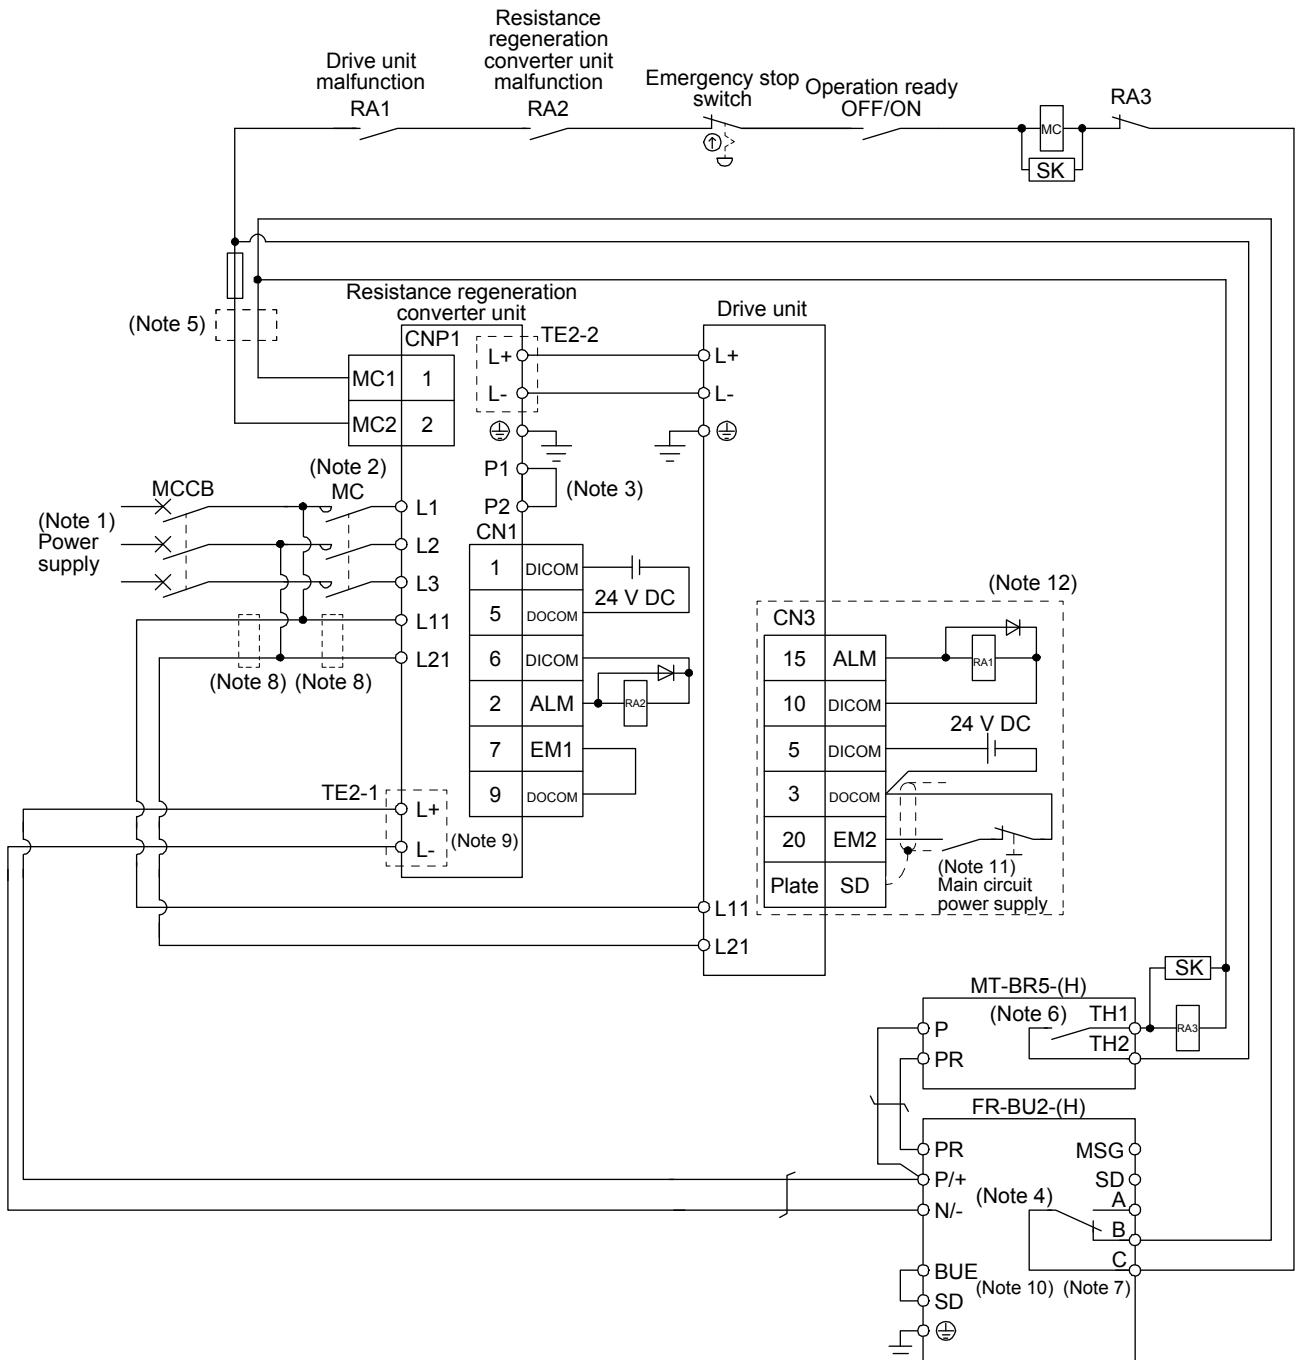 Resistance
regeneration
converter unit
malfunction
RA2
Drive unit
malfunction
RA1
Emergency stop
switch
Operation ready
OFF/ON
MC
SK
RA3
(Note 5)
Resistance regeneration
converter unit
CNP1
MC1 1
MC2 2
TE2-2
L+
L-
Drive unit
L+
L-
P1
P2
(Note 3)
(Note 2)
MCCB
MC
(Note 1)
Power
supply
L1
L2
L3
L11
L21
(Note 8) (Note 8)
CN1
1 DICOM
5 DOCOM
6 DICOM
2 ALM
7 EM1
9 DOCOM
24 V DC
RA2
(Note 12)
CN3
15 ALM
10 DICOM
5 DICOM
3 DOCOM
20 EM2
Plate SD
RA1
24 V DC
(Note 11)
Main circuit
power supply
TE2-1
L+
L-
(Note 9)
L11
L21
SK
RA3
MT-BR5-(H)
(Note 6)
TH1
TH2
P
PR
FR-BU2-(H)
PR
P/+
N/-
MSG
SD
A
B
C
(Note 4)
BUE
SD
(Note 10) (Note 7)